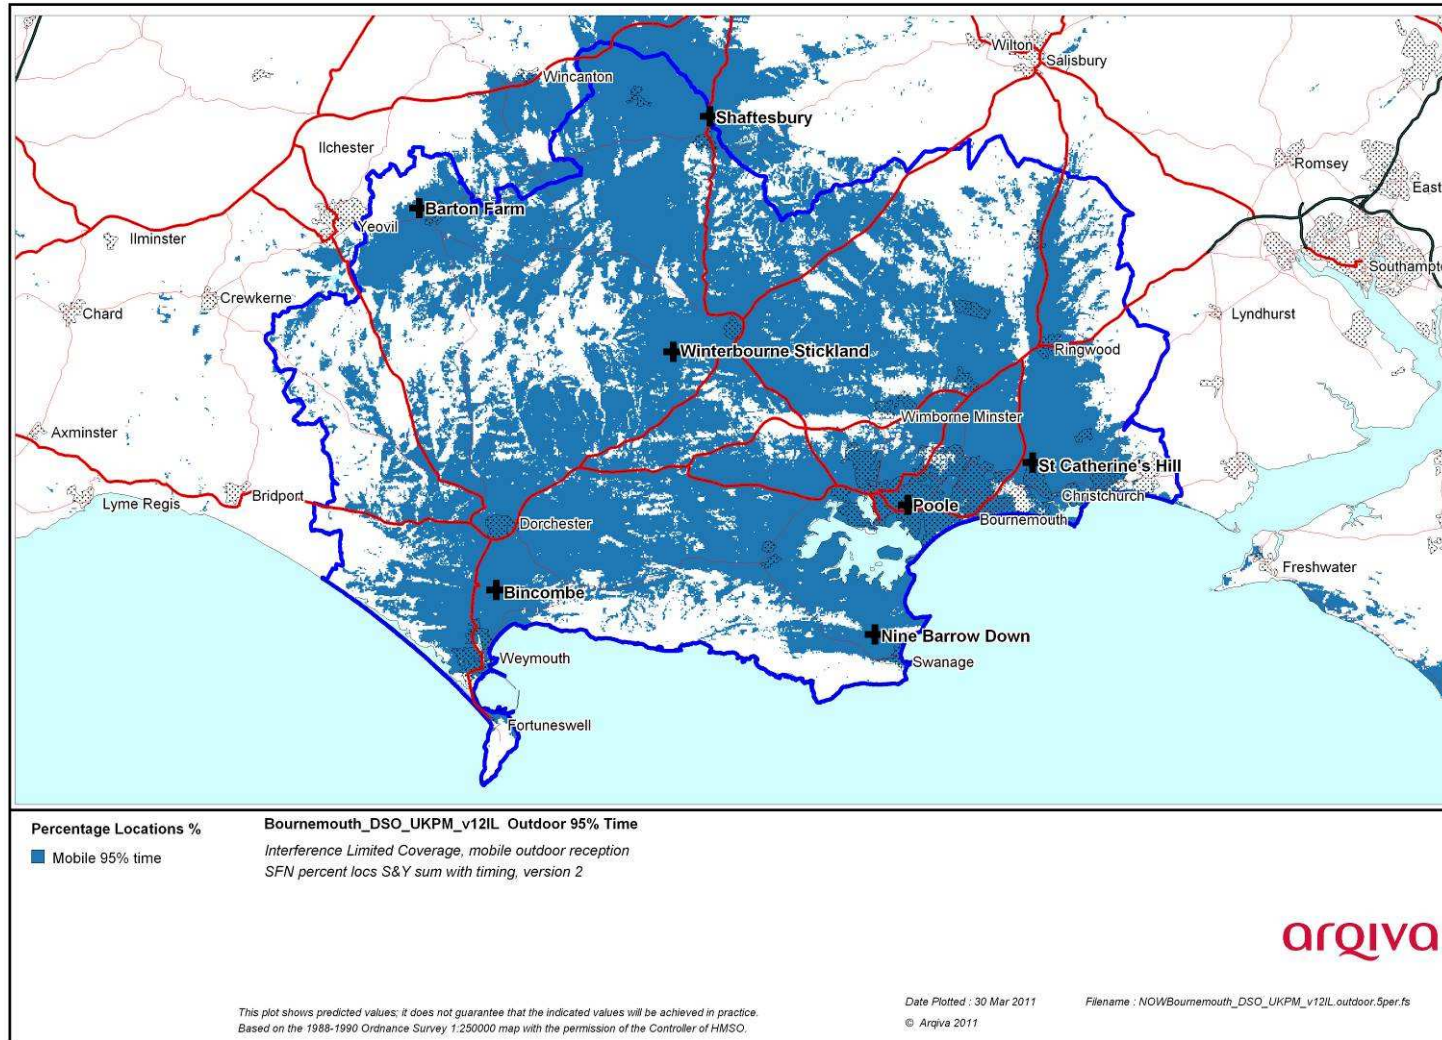 Wilton
Salisbury
Wincanton
Shaftesbury
Ilchester
Romsey
East
Barton Farm
Yeovil
Ilminster
Southampto
Crewkerne
Chard
Lyndhurst
Winterbourne Stickland
Ringwood
Wimborne Minster
Axminster
St Catherine's Hill
Bridport
Lyme Regis
Christchurch
Poole
Bournemouth
Dorchester
Freshwater
Bincombe
Nine Barrow Down
Weymouth
Swanage
Fortuneswell
Percentage Locations %
Mobile 95% time
Bournemouth_DSO_UKPM_v12IL Outdoor 95% Time
Interference Limited Coverage, mobile outdoor reception
SFN percent locs S&Y sum with timing, version 2
arqiva
This plot shows predicted values; it does not guarantee that the indicated values will be achieved in practice.
Based on the 1988-1990 Ordnance Survey 1:250000 map with the permission of the Controller of HMSO.
Date Plotted : 30 Mar 2011
Filename : NOWBournemouth_DSO_UKPM_v12IL.outdoor.5per.fs
© Arqiva 2011